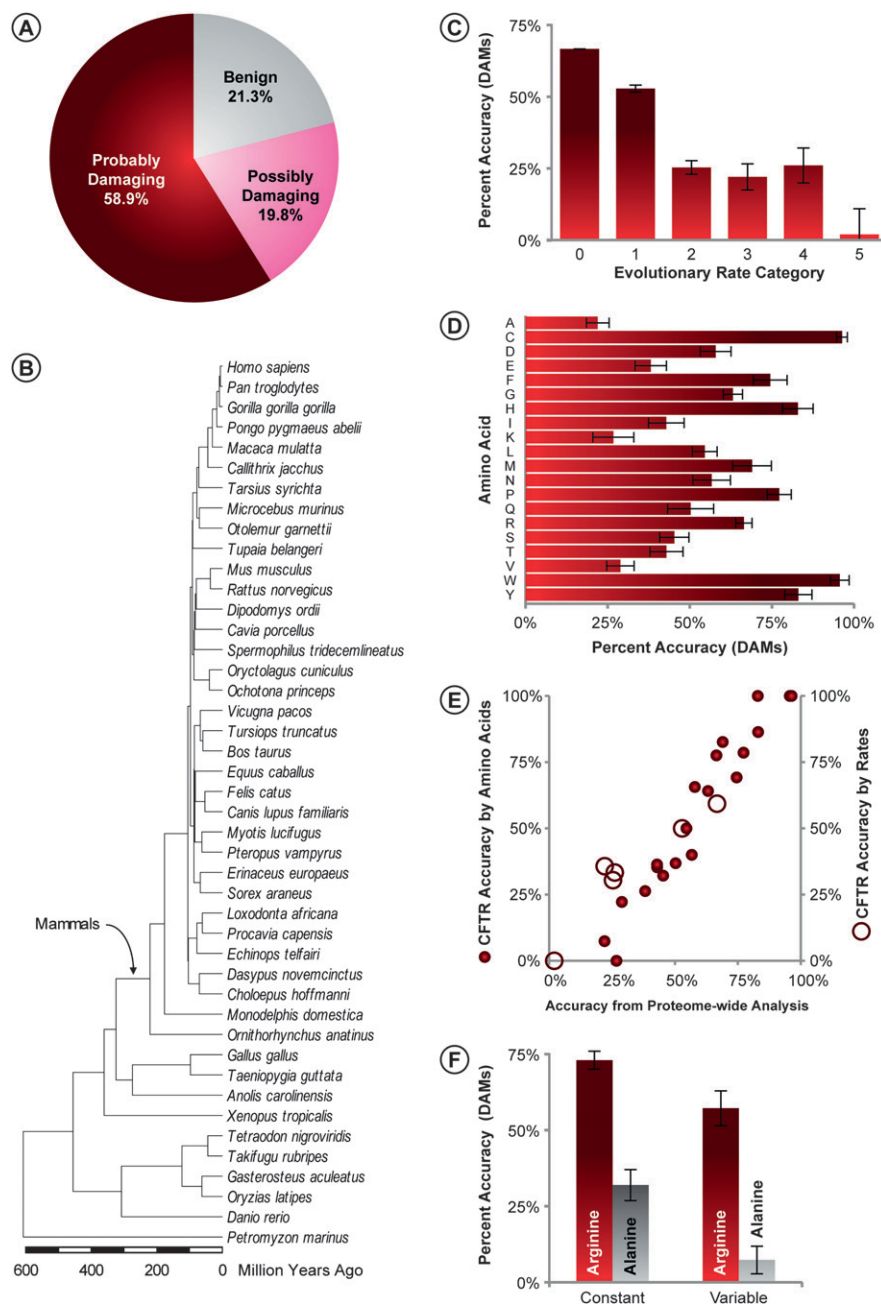 A
Benign
21.3%
Probably
Damaging
58.9%
Possibly
Damaging
19.8%
B
Homo sapiens
Pan troglodytes
Gorilla gorilla gorilla
Pongo pygmaeus abelii
Macaca mulatta
Callithrix jacchus
Tarsius syrichta
Microcebus murinus
Otolemur garnettii
Tupaia belangeri
Mus musculus
Rattus norvegicus
Dipodomys ordii
Cavia porcellus
Spermophilus tridecemlineatus
Oryctolagus cuniculus
Ochotona princeps
Vicugna pacos
Tursiops truncatus
Bos taurus
Equus caballus
Felis catus
Canis lupus familiaris
Myotis lucifugus
Pteropus vampyrus
Erinaceus europaeus
Sorex araneus
Loxodonta africana
Procavia capensis
Echinops telfairi
Dasypus novemcinctus
Choloepus hoffmanni
Monodelphis domestica
Ornithorhynchus anatinus
Gallus gallus
Taeniopygia guttata
Anolis carolinensis
Xenopus tropicalis
Tetraodon nigroviridis
Takifugu rubripes
Gasterosteus aculeatus
Oryzias latipes
Danio rerio
Petromyzon marinus
Mammals
600 400 200 0 Million Years Ago
C
Percent Accuracy (DAMs)
75%
50%
25%
0%
0 1 2 3 4 5
Evolutionary Rate Category
D
Amino Acid
A
C
D
E
F
G
H
I
K
L
M
N
P
Q
R
S
T
V
W
Y
0% 25% 50% 75% 100%
Percent Accuracy (DAMs)
E
CFTR Accuracy by Amino Acids
100%
75%
50%
25%
0%
100%
75%
50%
25%
0%
CFTR Accuracy by Rates
0% 25% 50% 75% 100%
Accuracy from Proteome-wide Analysis
F
Percent Accuracy (DAMs)
75%
50%
25%
0%
Arginine
Alanine
Arginine
Alanine
Constant Variable